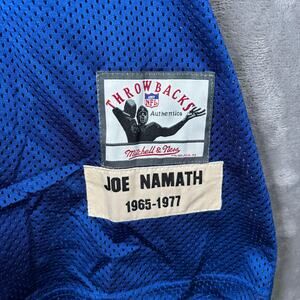 THROWBACKS
NFL
Authentics
Mitchell & Ness
JOE NAMATH
1965-1977